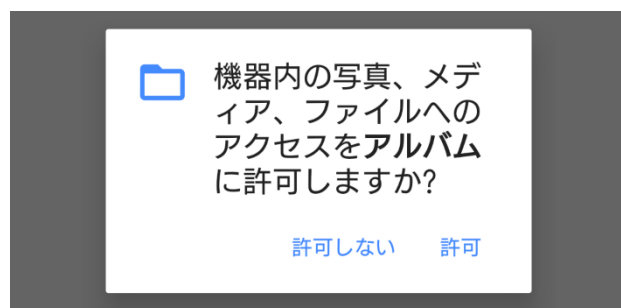 機器内の写真、メデ
ィア、ファイルへの
アクセスをアルバム
に許可しますか?
許可しない 許可